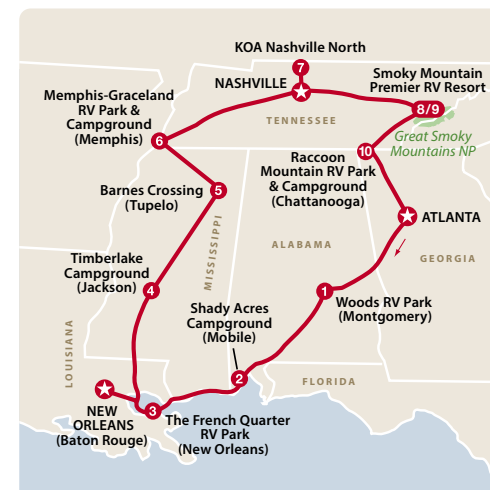 KOA Nashville North
7
NASHVILLE
Smoky Mountain
Premier RV Resort
8/9
Memphis-Graceland
RV Park &
Campground
(Memphis)
6
TENNESSEE
Great Smoky
Mountains NP
10
Raccoon
Mountain RV Park
& Campground
(Chattanooga)
Barnes Crossing
(Tupelo)
5
ATLANTA
MISSISSIPPI
ALABAMA
GEORGIA
Timberlake
Campground
(Jackson)
4
1
Woods RV Park
(Montgomery)
Shady Acres
Campground
(Mobile)
LOUISIANA
2
FLORIDA
NEW
ORLEANS
(Baton Rouge)
3
The French Quarter
RV Park
(New Orleans)